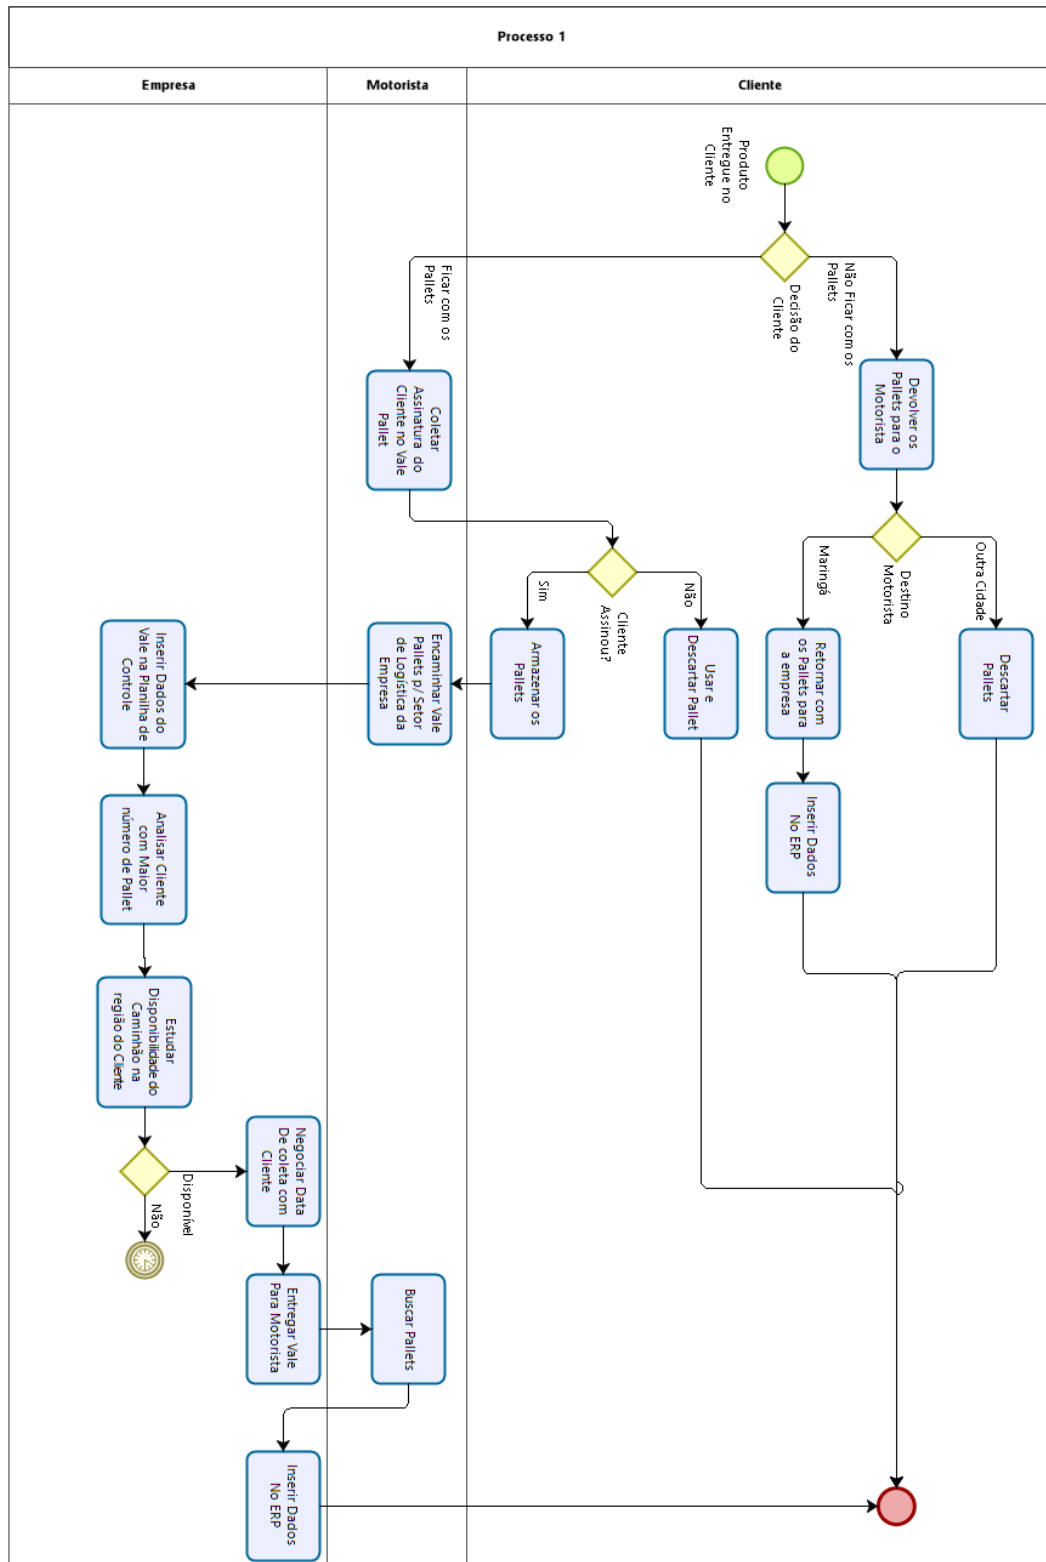 Processo 1
Empresa
Motorista
Cliente
Produto
Entregue no
Cliente
Decisão do
Cliente
Não Ficar com os
Pallets
Ficar com os
Pallets
Devolver os
Pallets para o
Motorista
Coletar
Assinatura do
Cliente no Vale
Pallet
Destino
Motorista
Outra Cidade
Maringá
Cliente
Assinou?
Não
Sim
Descartar
Pallets
Retornar com
os Pallets para
a empresa
Usar e
Descartar Pallet
Armazenar os
Pallets
Encaminhar Vale
Pallets p/ Setor
de Logística da
Empresa
Inserir Dados do
Vale na Planilha de
Controle
Inserir Dados
No ERP
Analisar Cliente
com Maior
número de Pallet
Estudar
Disponibilidade do
Caminhão na
região do Cliente
Disponível
Não
Negociar Data
De coleta com
Cliente
Entregar Vale
Para Motorista
Buscar Pallets
Inserir Dados
No ERP